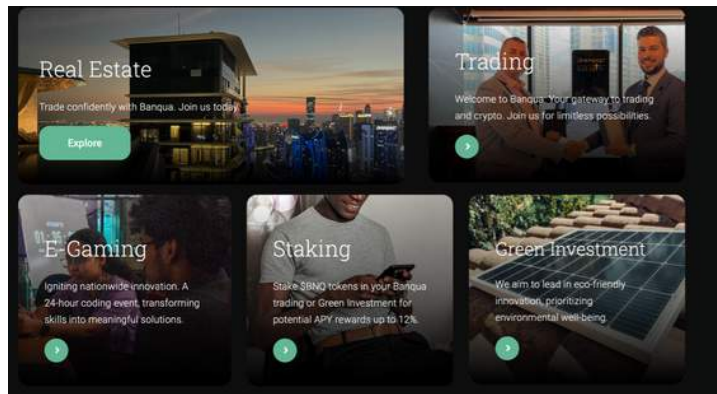 Real Estate
Trade confidently with Banqua. Join us today.
Explore
Trading
Welcome to Banqua: Your gateway to trading
and crypto. Join us for limitless possibilities.
E-Gaming
Igniting nationwide innovation. A
24-hour coding event, transforming
skills into meaningful solutions.
Staking
Stake $BNQ tokens in your Banqua
trading or Green Investment for
potential APY rewards up to 12%.
Green Investment
We aim to lead in eco-friendly
innovation, prioritizing
environmental well-being.